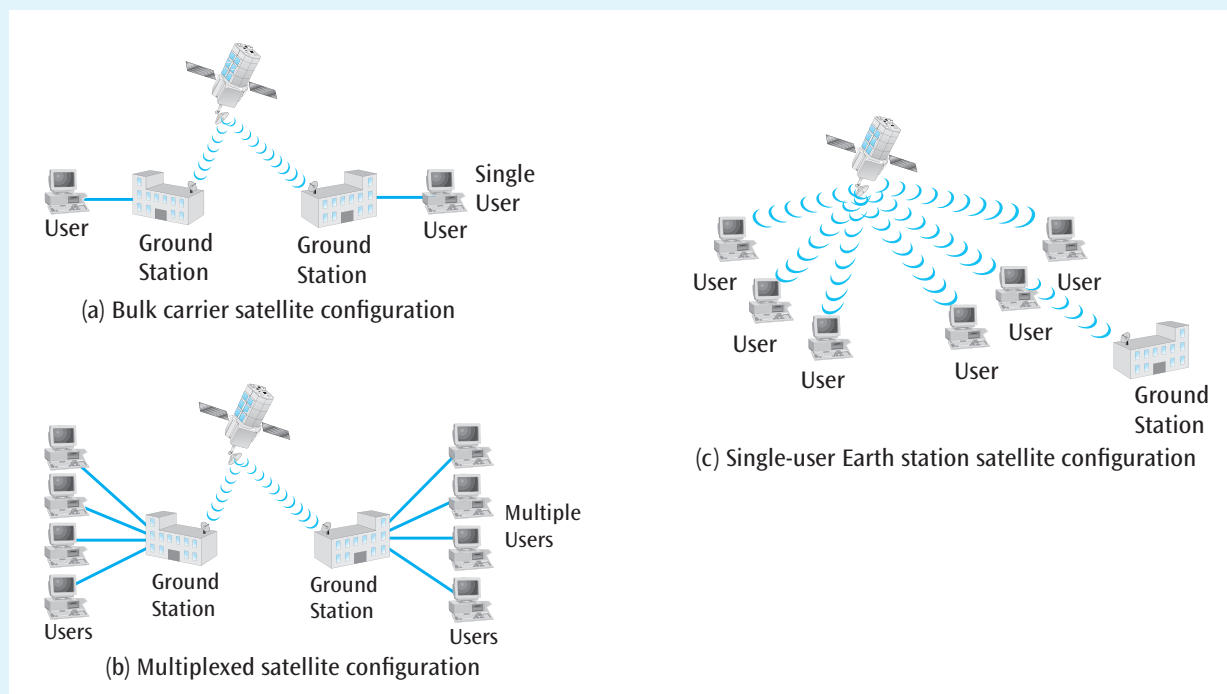 Single
User
User
User
Ground
Station
Ground
Station
(a) Bulk carrier satellite configuration
Multiple
Users
Ground
Station
Ground
Station
Users
Users
(b) Multiplexed satellite configuration
User
User
User
User
User
User
Ground
Station
(c) Single-user Earth station satellite configuration